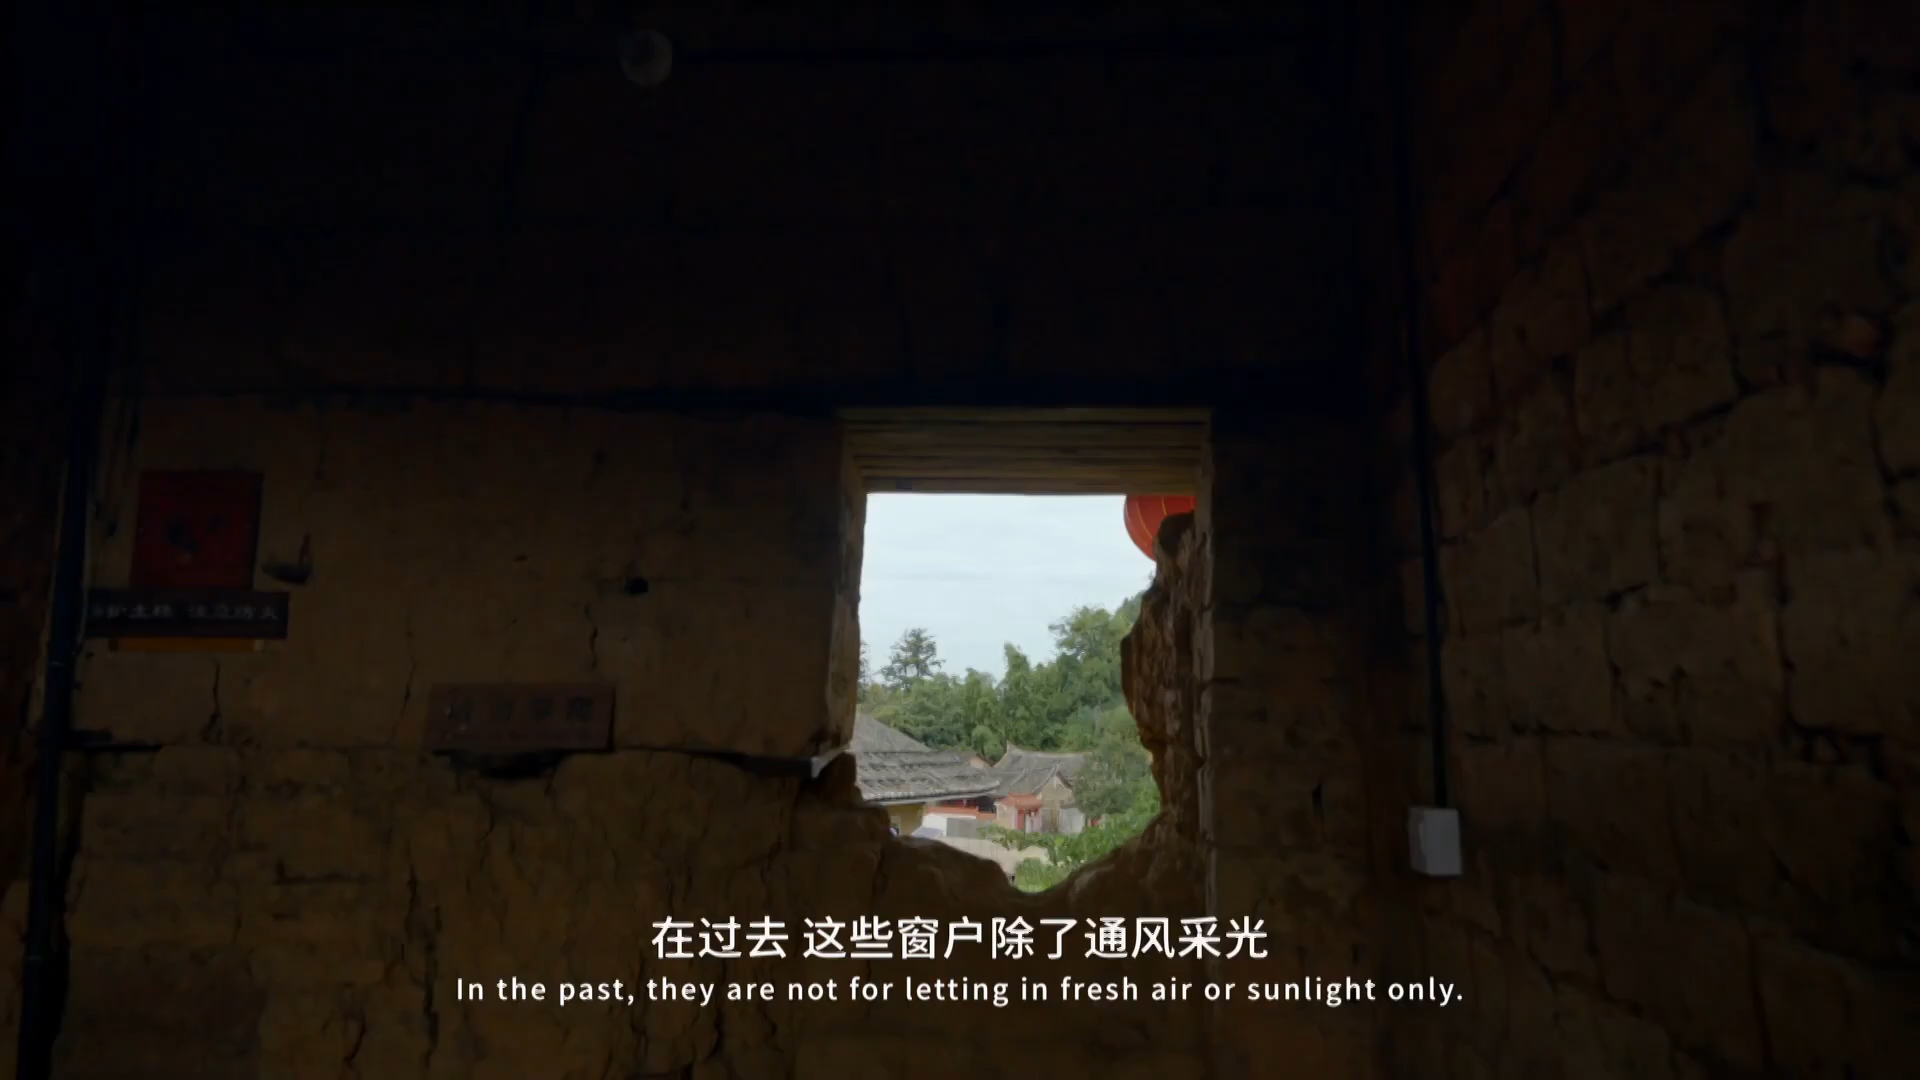 在过去 这些窗户除了通风采光
In the past, they are not for letting in fresh air or sunlight only.